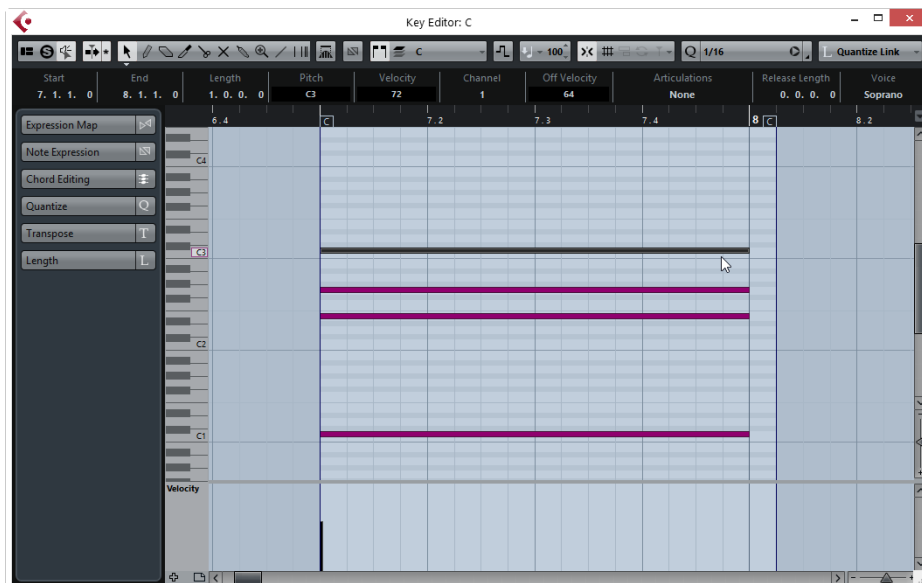 Key Editor: C
S * 100 C Q 1/16 L Quantize Link
Start End Length Pitch Velocity Channel Off Velocity Articulations Release Length Voice
7. 1. 1. 0 8. 1. 1. 0 1. 0. 0. 0 C3 72 1 64 None 0. 0. 0. 0 Soprano
6.4 C 7.2 7.3 7.4 8 C 8.2
Expression Map
Note Expression
Chord Editing
Quantize Q
Transpose T
Length L
C4
C3
C2
C1
Velocity